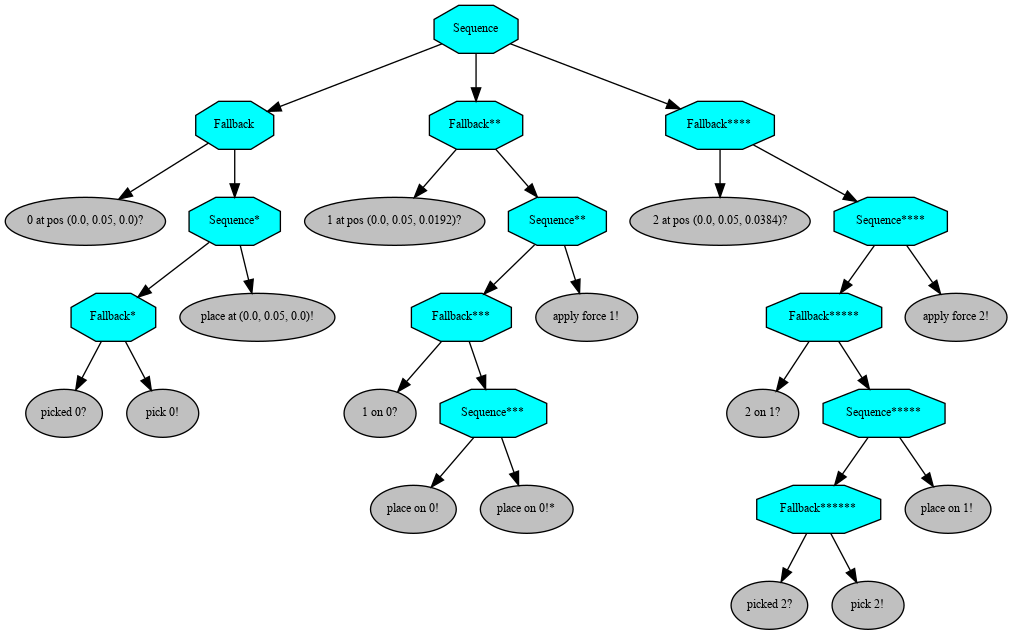 Sequence
Fallback
Fallback**
Fallback****
0 at pos (0.0, 0.05, 0.0)?
Sequence*
1 at pos (0.0, 0.05, 0.0192)?
Sequence**
2 at pos (0.0, 0.05, 0.0384)?
Sequence****
Fallback*
place at (0.0, 0.05, 0.0)!
Fallback***
apply force 1!
Fallback*****
apply force 2!
picked 0?
pick 0!
1 on 0?
Sequence***
2 on 1?
Sequence*****
place on 0!
place on 0!*
Fallback******
place on 1!
picked 2?
pick 2!